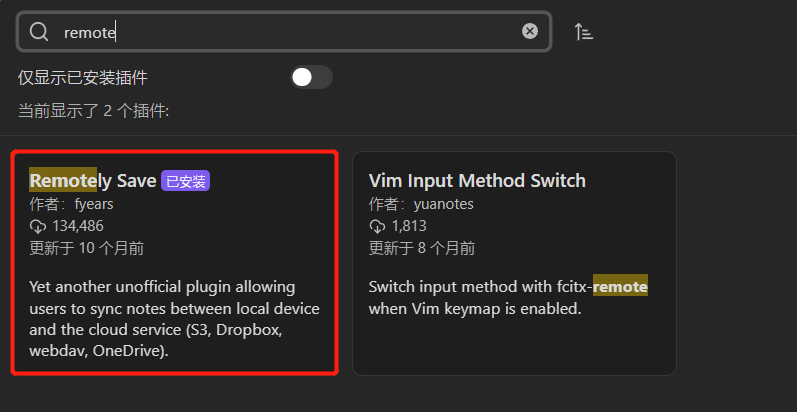 remote
仅显示已安装插件
当前显示了 2 个插件:
Remotely Save 已安装
作者：fyears
134,486
更新于 10 个月前
Yet another unofficial plugin allowing
users to sync notes between local device
and the cloud service (S3, Dropbox,
webdav, OneDrive).
Vim Input Method Switch
作者：yuanotes
1,813
更新于 8 个月前
Switch input method with fcitx-remote
when Vim keymap is enabled.